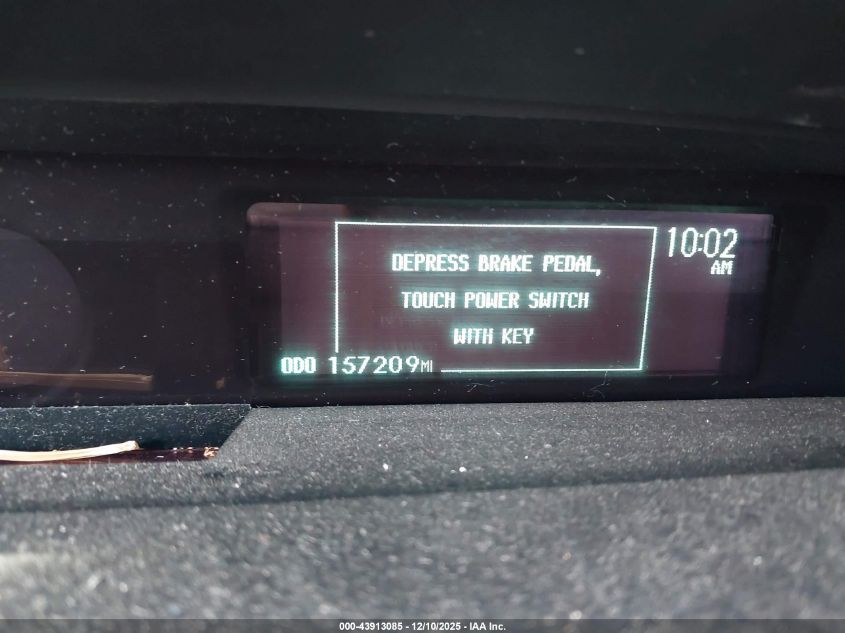 DEPRESS BRAKE PEDAL,
TOUCH POWER SWITCH
WITH KEY
10:02
AM
ODO 157209MI
000-43913085 - 12/10/2025 - IAA Inc.